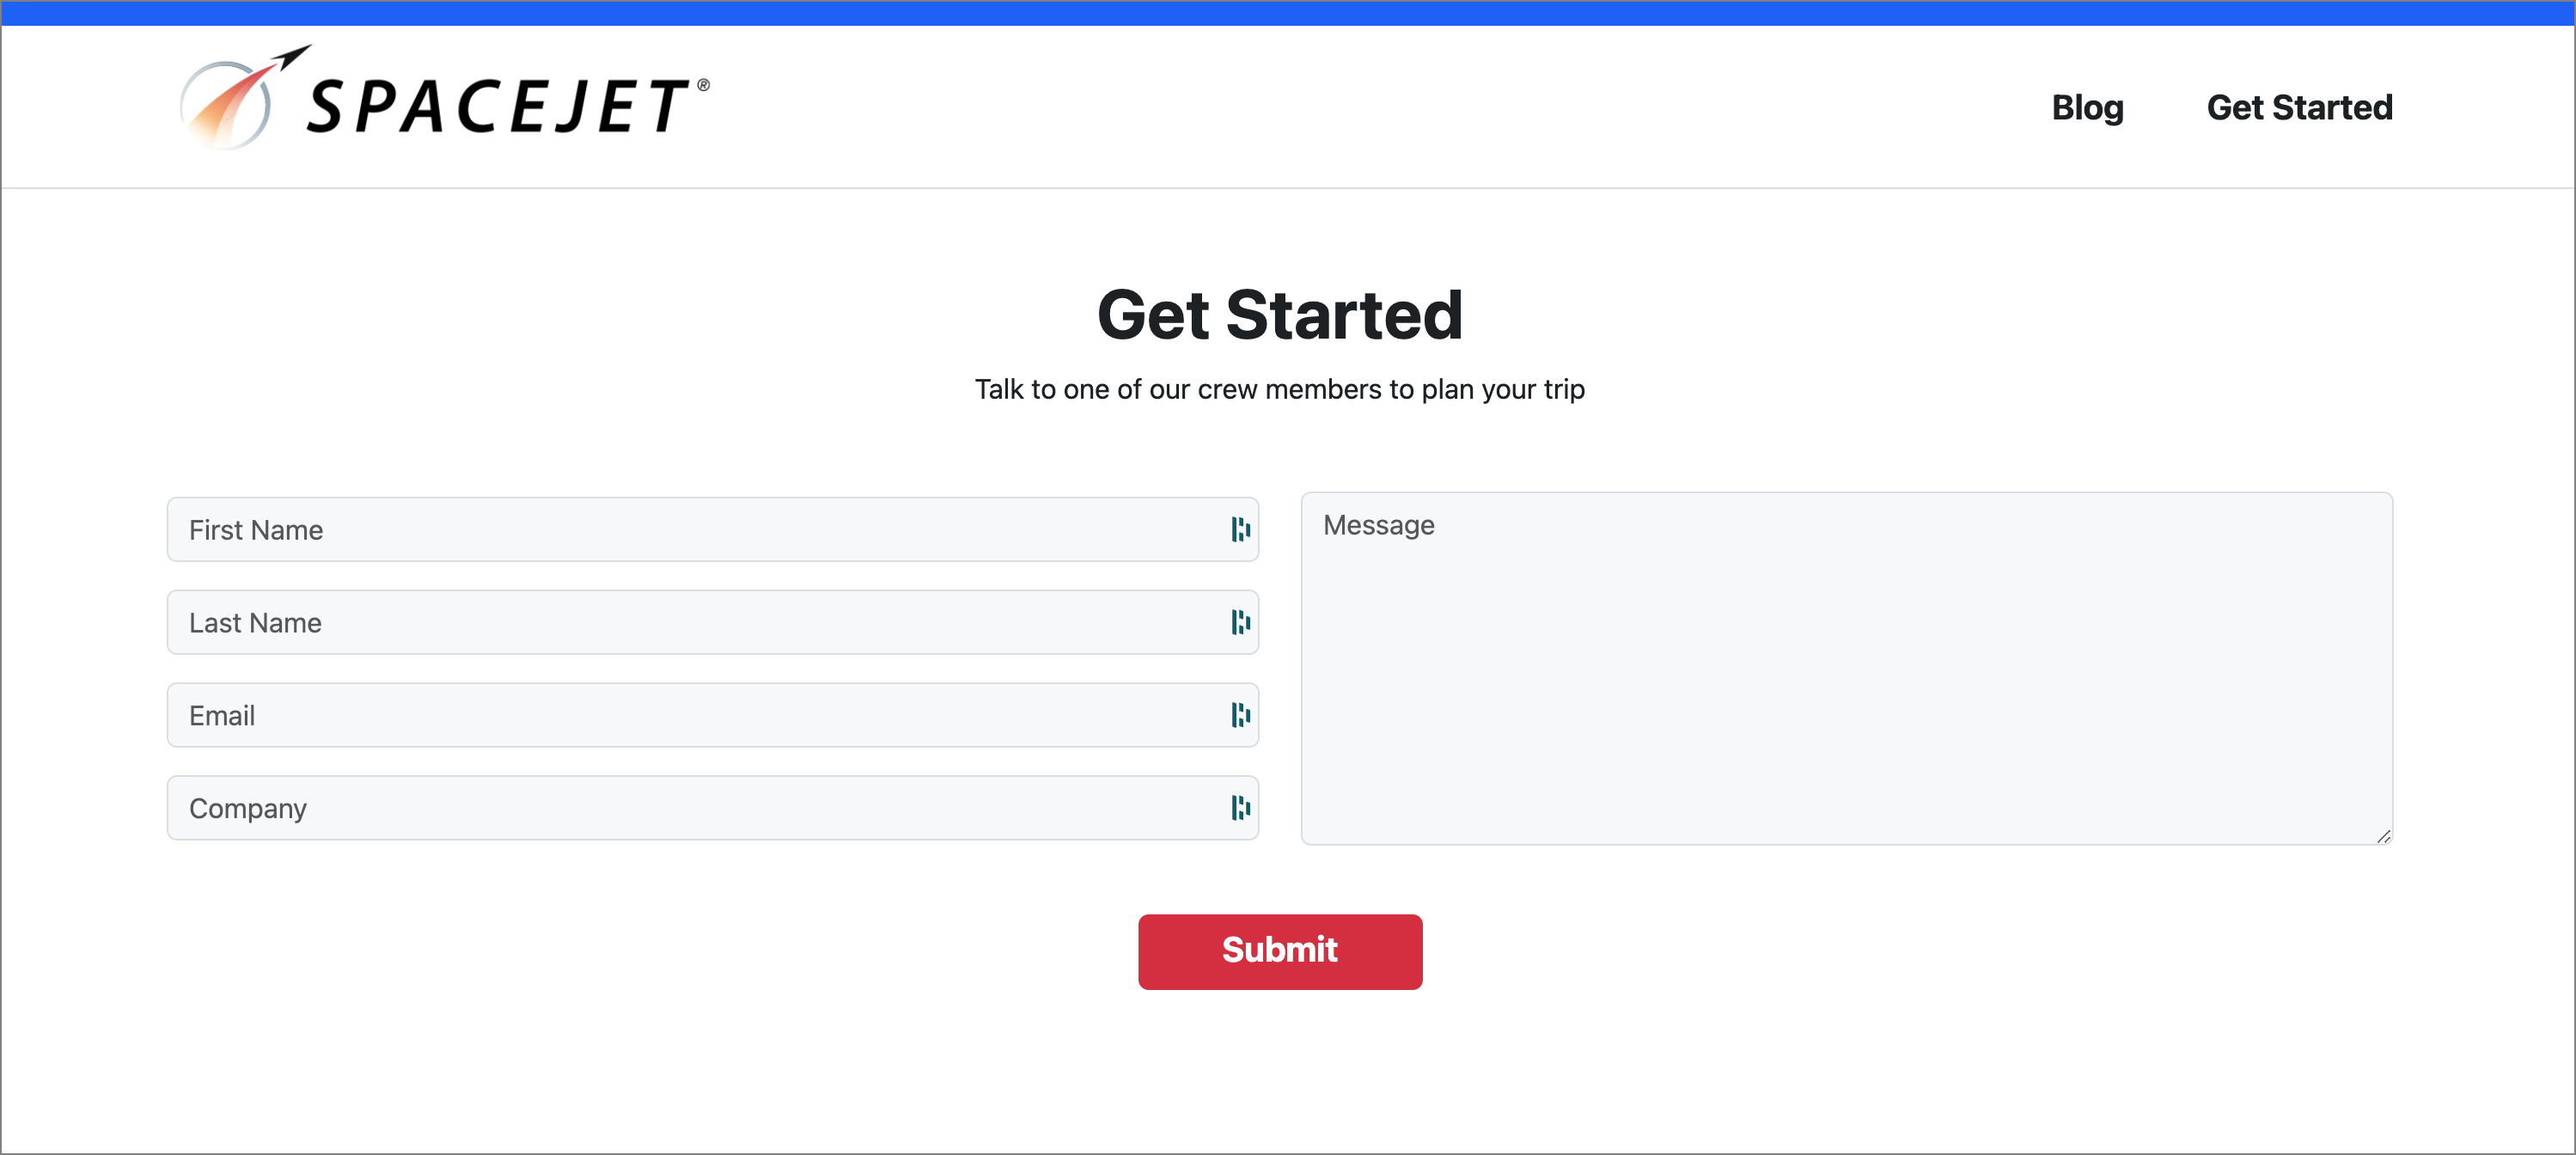 SPACEJET®
Blog
Get Started
Get Started
Talk to one of our crew members to plan your trip
First Name
Last Name
Email
Company
Message
Submit